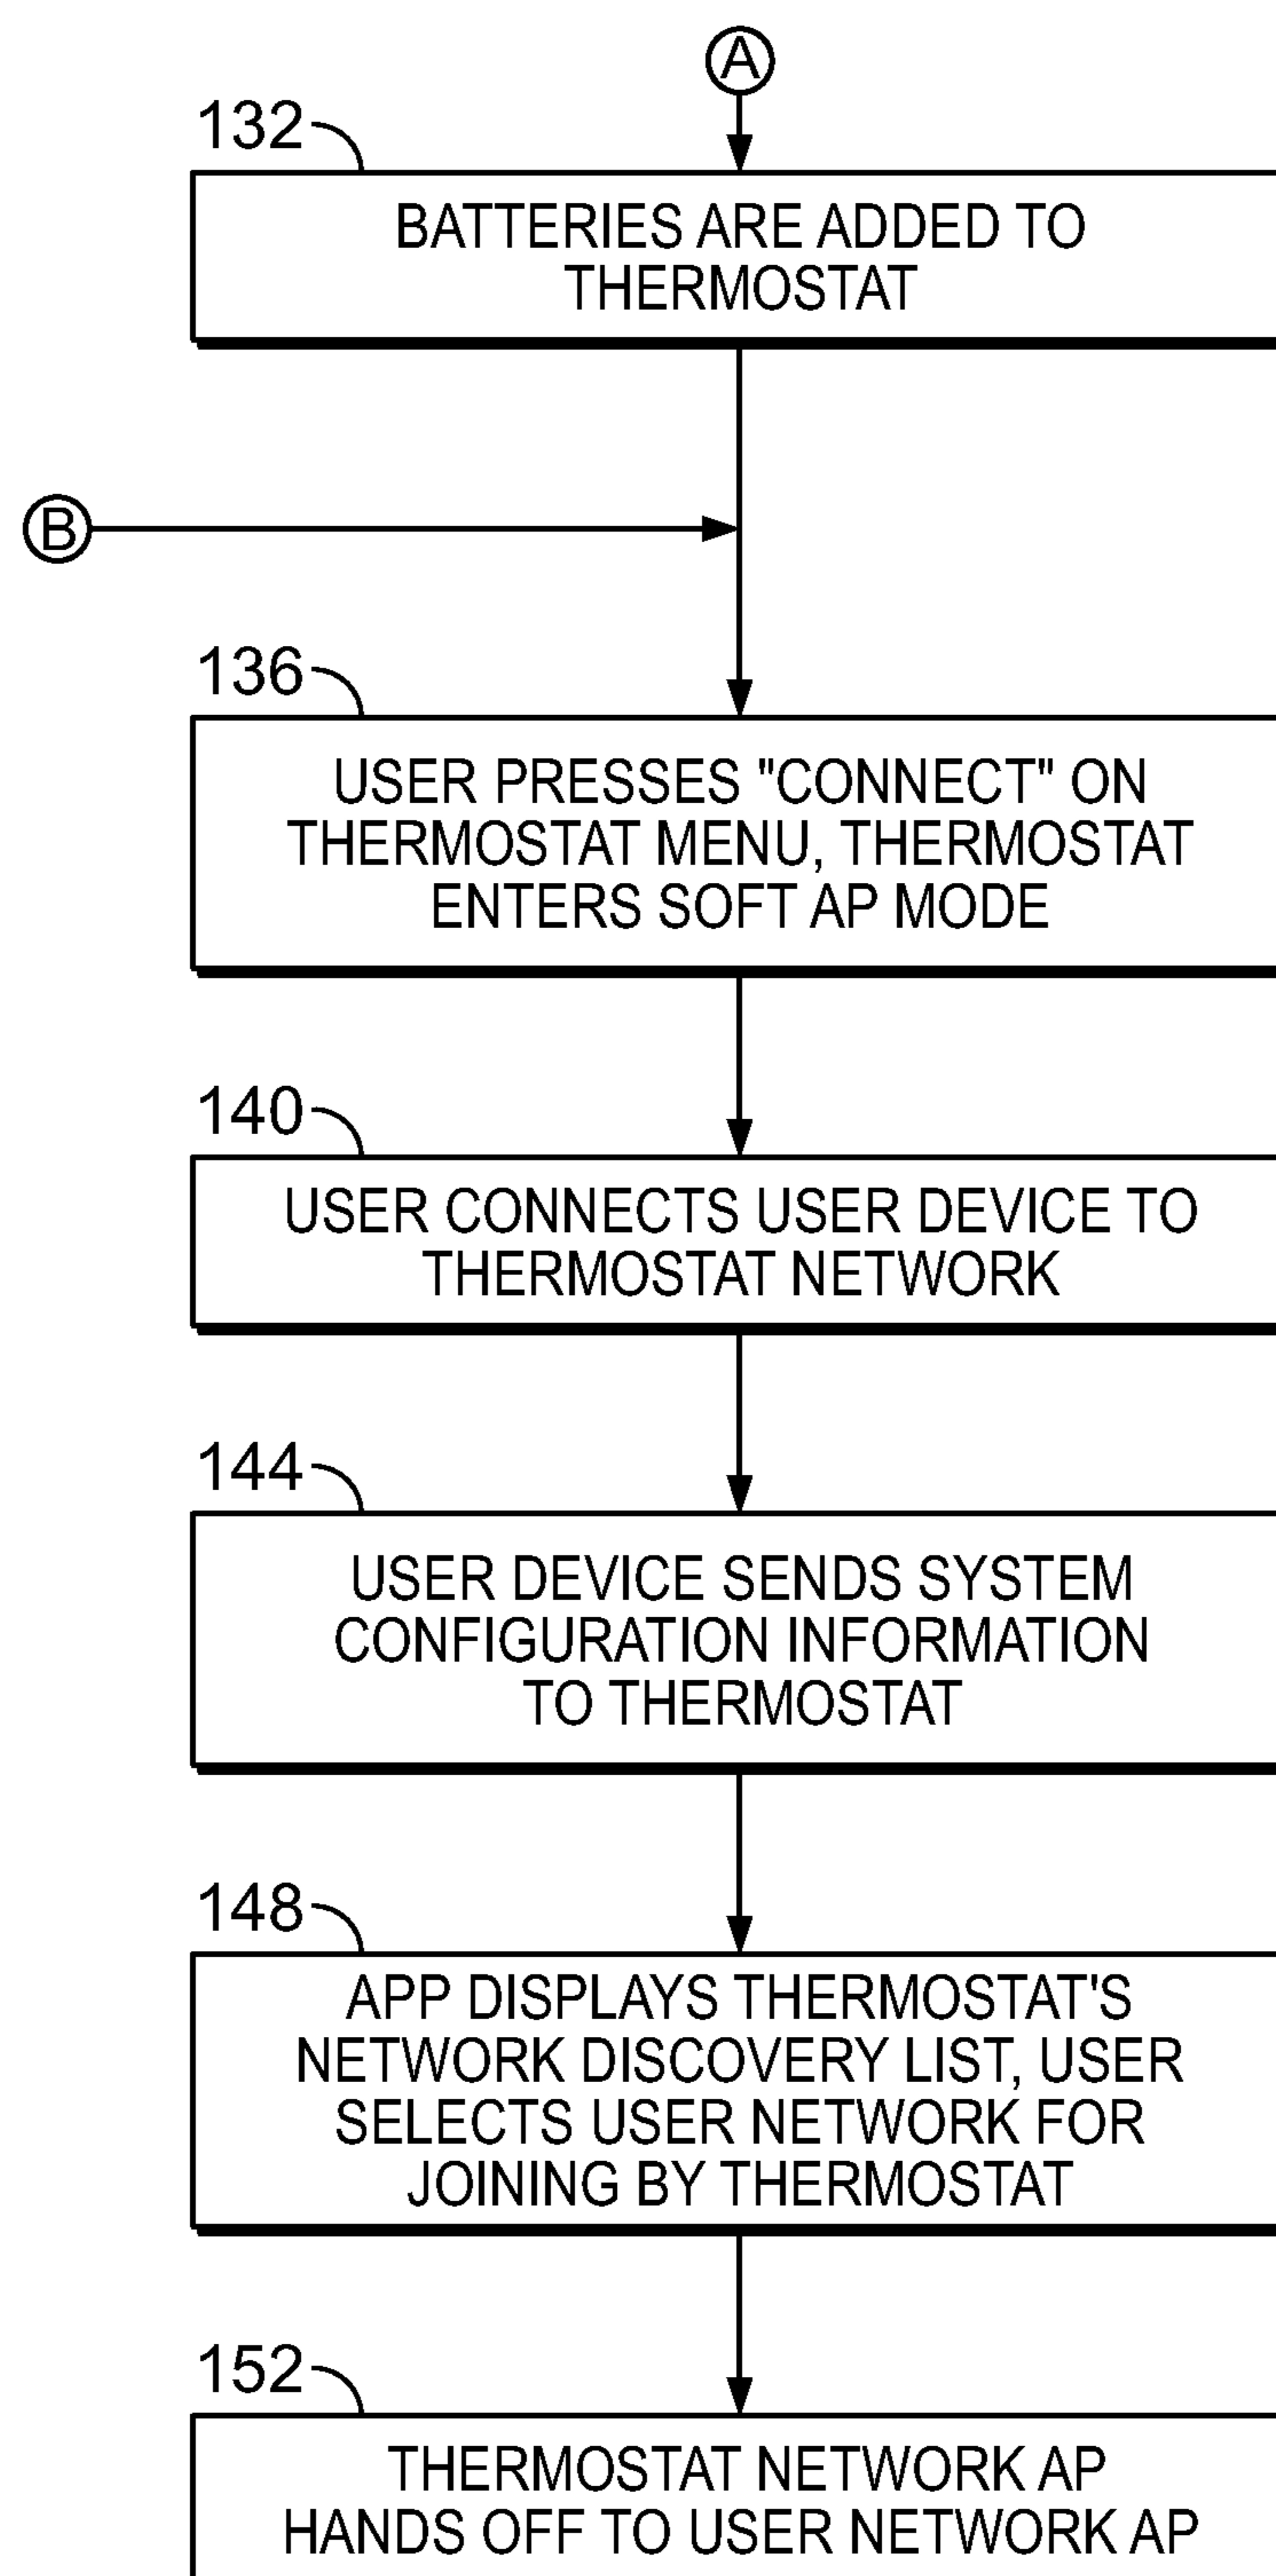 A
132
BATTERIES ARE ADDED TO
THERMOSTAT
B
136
USER PRESSES "CONNECT" ON
THERMOSTAT MENU, THERMOSTAT
ENTERS SOFT AP MODE
140
USER CONNECTS USER DEVICE TO
THERMOSTAT NETWORK
144
USER DEVICE SENDS SYSTEM
CONFIGURATION INFORMATION
TO THERMOSTAT
148
APP DISPLAYS THERMOSTAT'S
NETWORK DISCOVERY LIST, USER
SELECTS USER NETWORK FOR
JOINING BY THERMOSTAT
152
THERMOSTAT NETWORK AP
HANDS OFF TO USER NETWORK AP